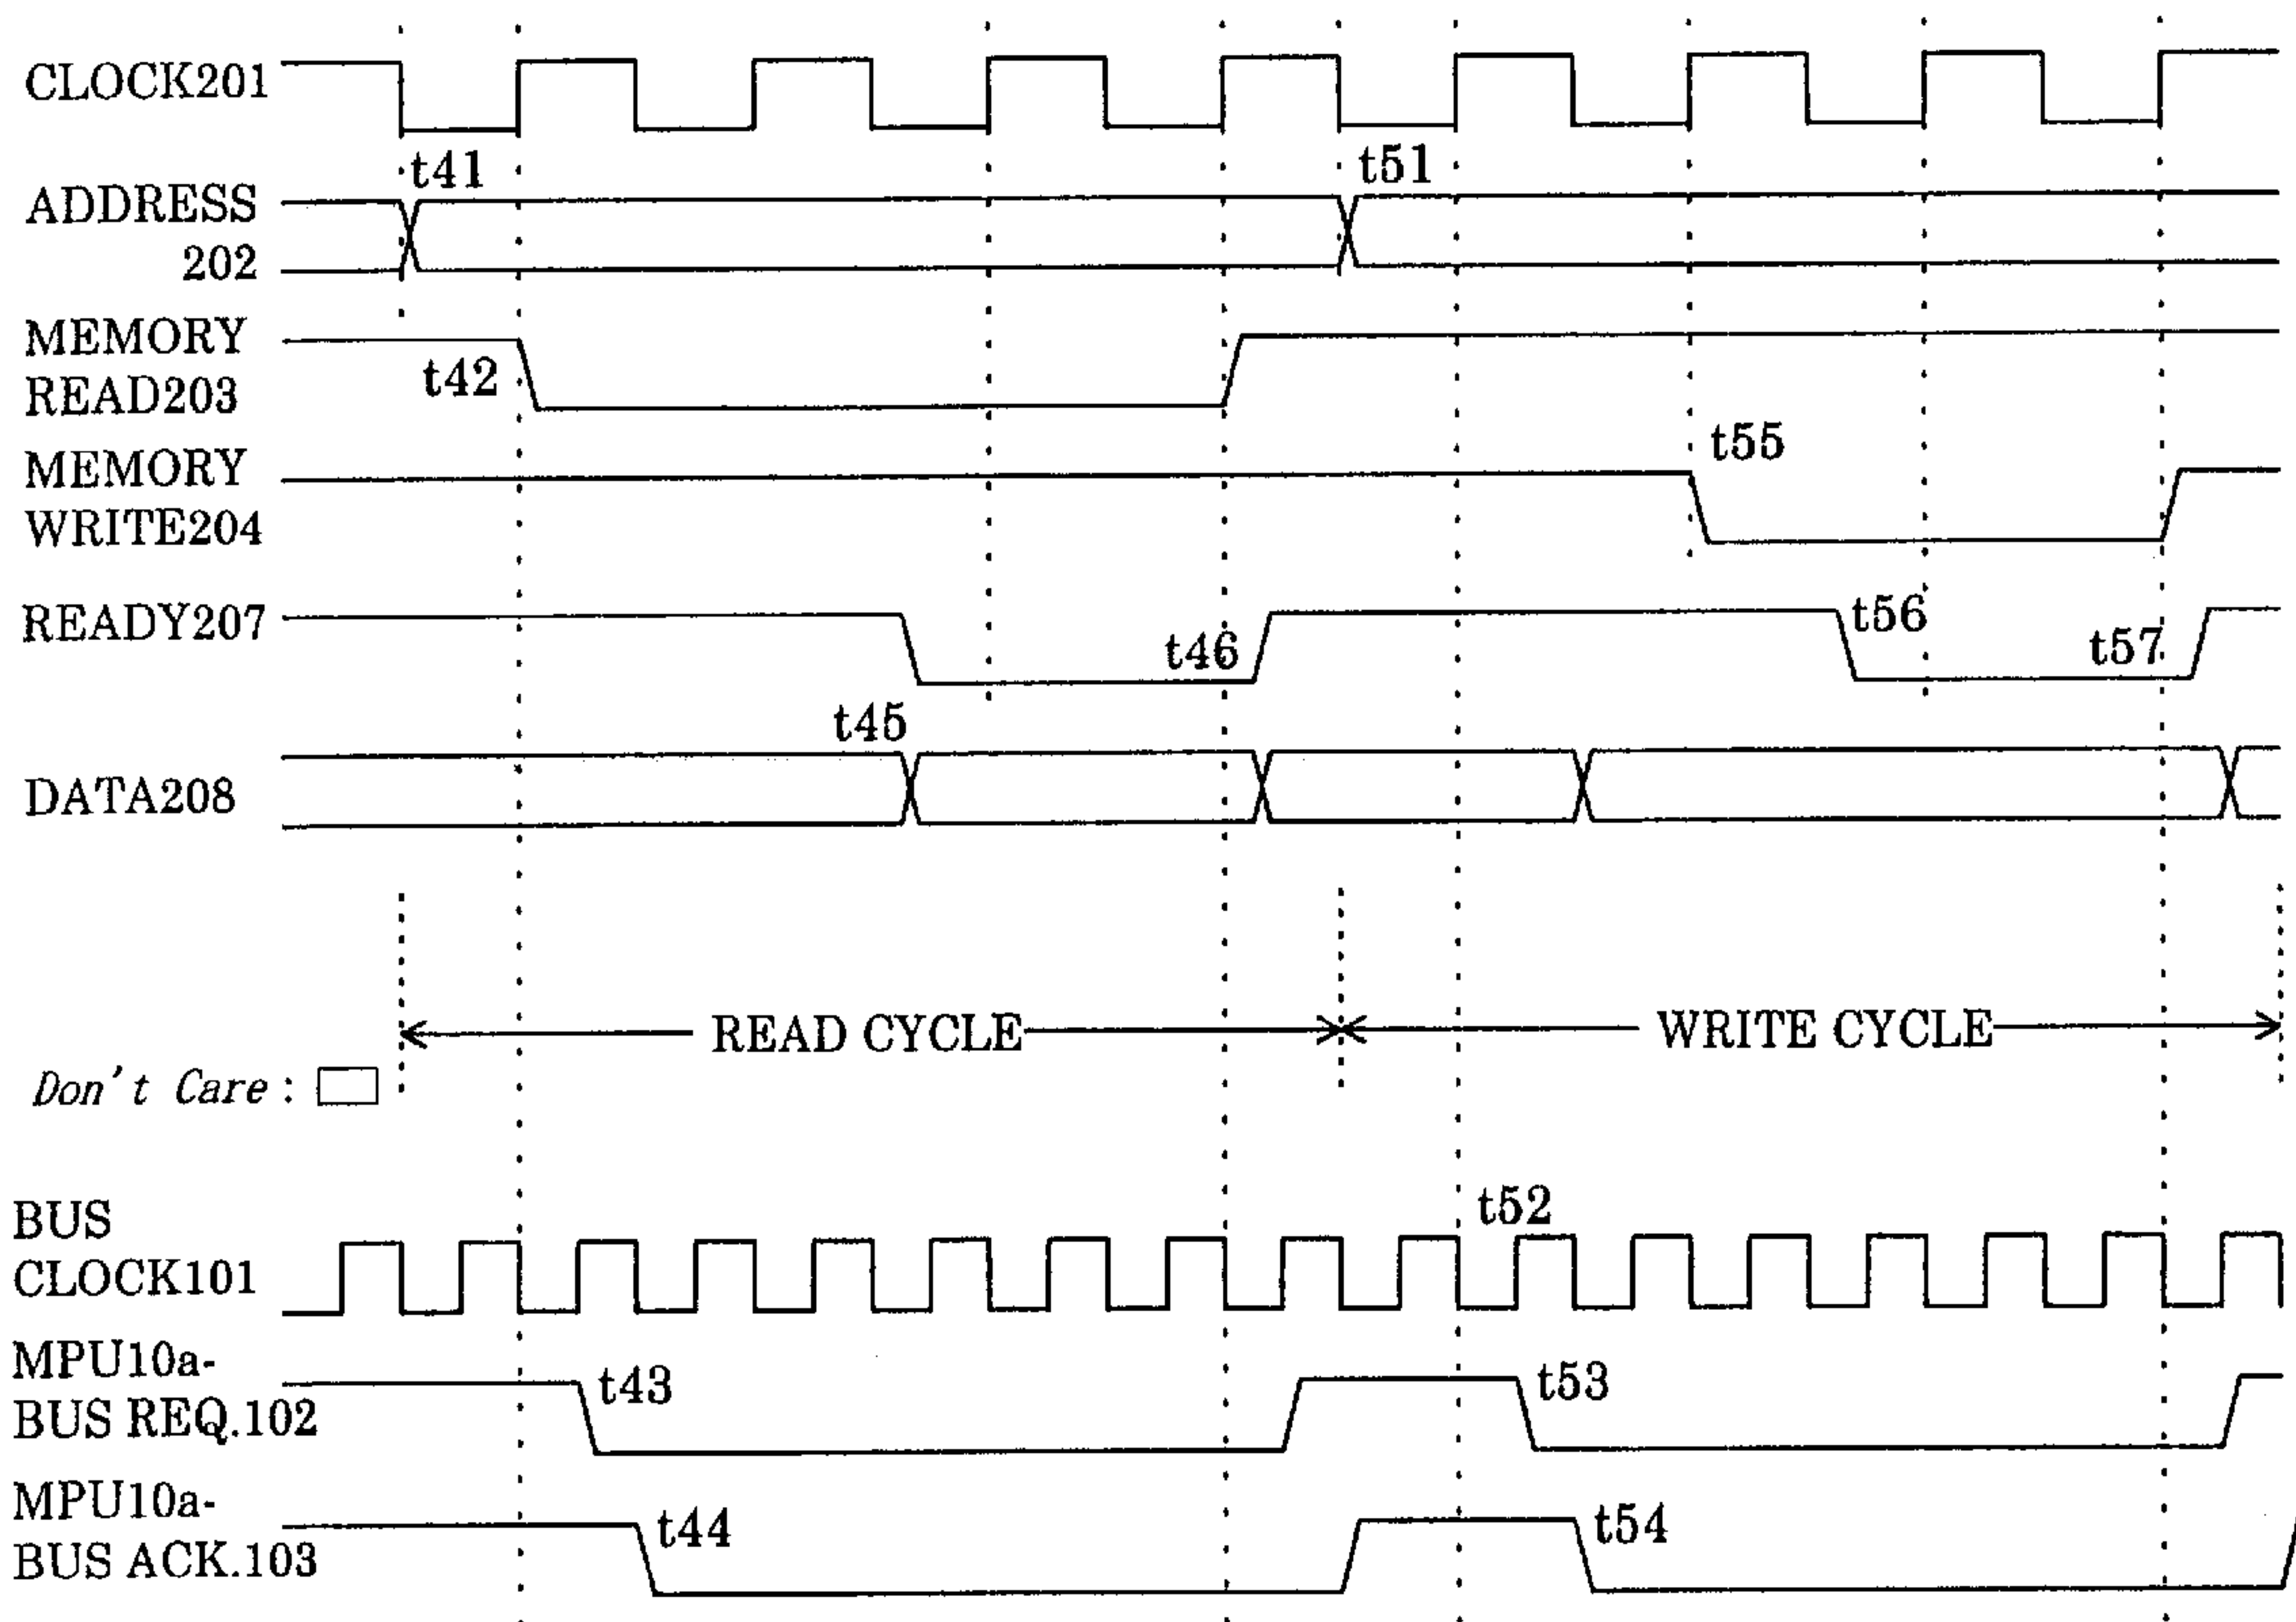 CLOCK201
t41
t51
ADDRESS
202
MEMORY
t42
READ203
t55
MEMORY
WRITE204
READY207
t46
t56
t57
t45
DATA208
READ CYCLE
WRITE CYCLE
Don't Care :
t52
BUS
CLOCK101
MPU10a-
t43
t53
BUS REQ.102
MPU10a-
t44
t54
BUS ACK.103